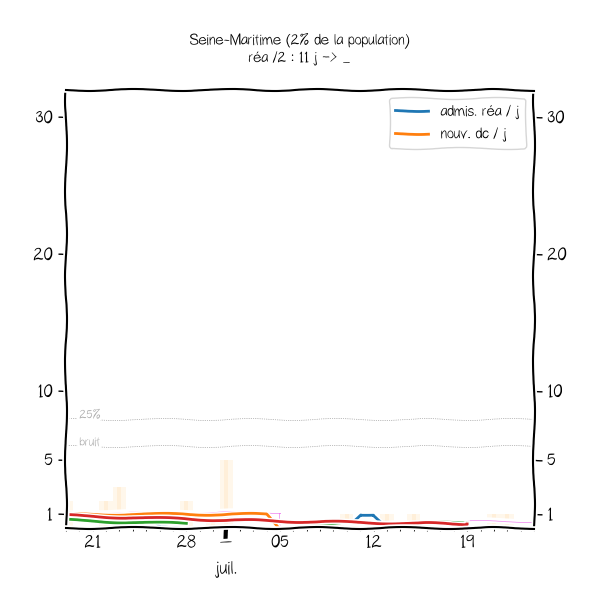 Seine-Maritime (2% de la population)
réa /2 : 11 j -> _
admis. réa / j
nouv. dc / j
30
30
20
20
10
10
25%
bruit
5
5
1
1
21
28
1
05
12
19
juil.